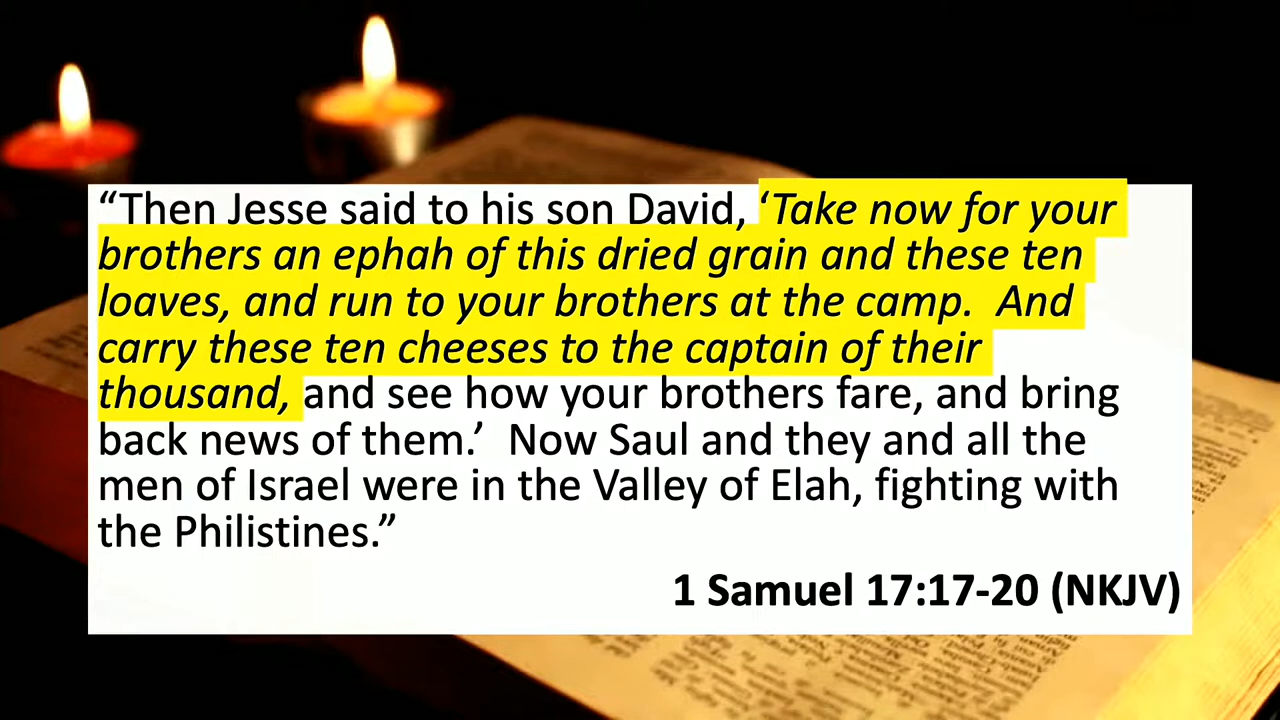 “Then Jesse said to his son David, ‘Take now for your
brothers an ephah of this dried grain and these ten
loaves, and run to your brothers at the camp.  And
carry these ten cheeses to the captain of their
thousand, and see how your brothers fare, and bring
back news of them.’  Now Saul and they and all the
men of Israel were in the Valley of Elah, fighting with
the Philistines.”
1 Samuel 17:17-20 (NKJV)